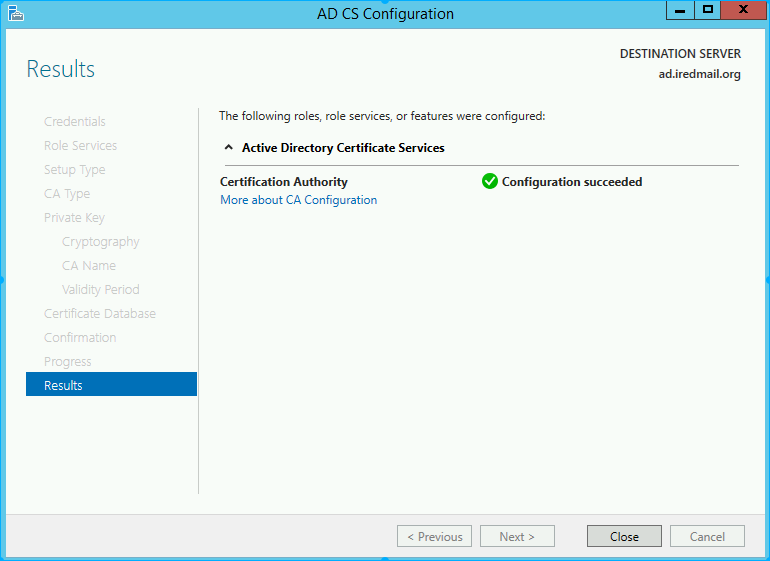 AD CS Configuration
Results
DESTINATION SERVER
ad.iredmail.org
Credentials
Role Services
Setup Type
CA Type
Private Key
Cryptography
CA Name
Validity Period
Certificate Database
Confirmation
Progress
Results
The following roles, role services, or features were configured:
Active Directory Certificate Services
Certification Authority
Configuration succeeded
More about CA Configuration
< Previous
Next >
Close
Cancel